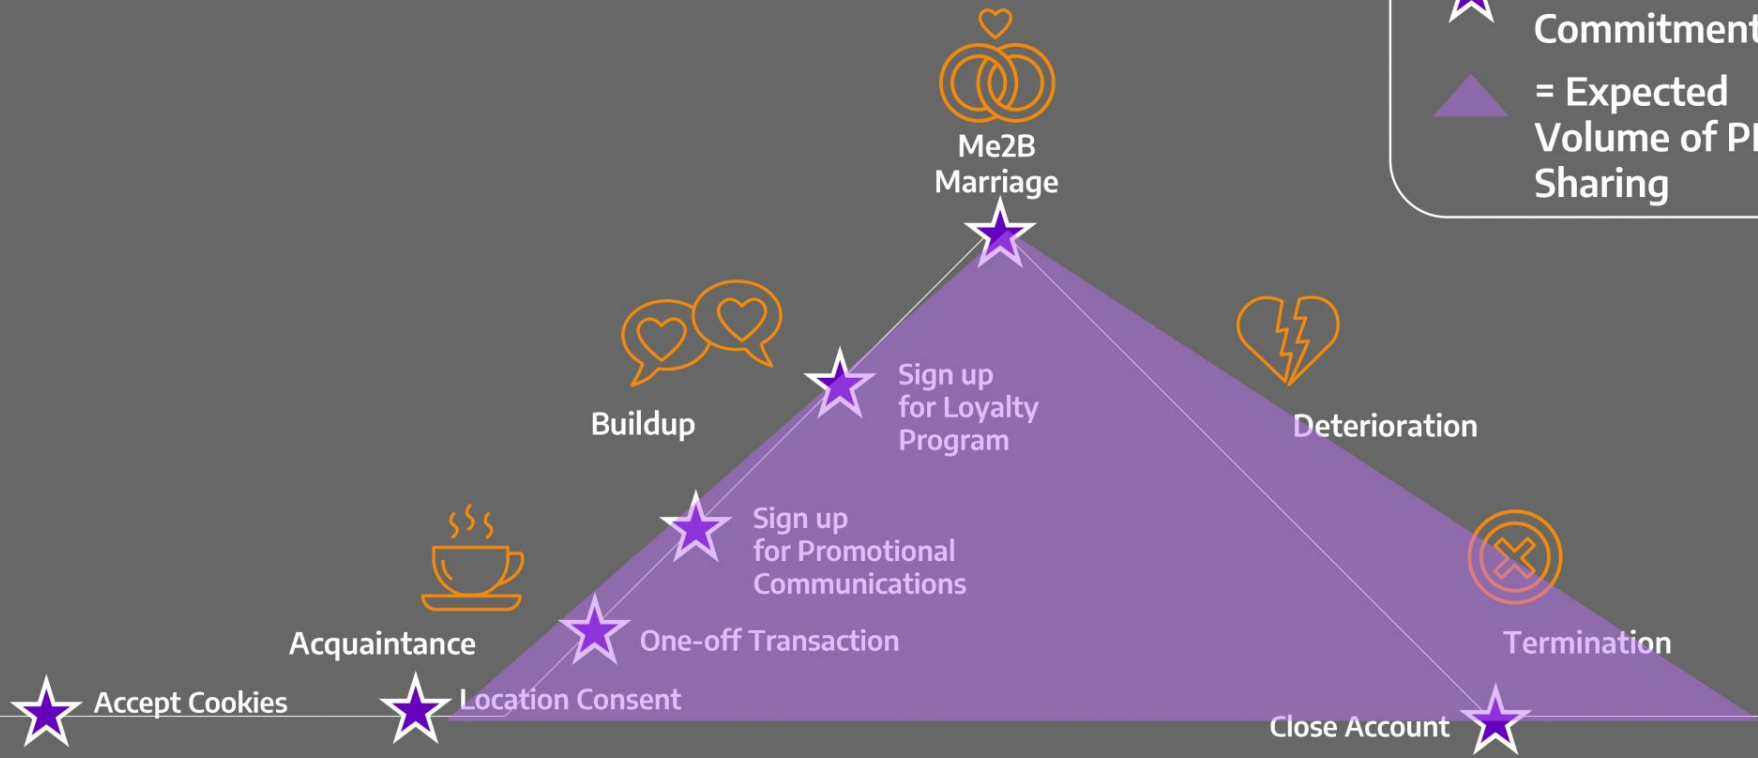 Commitment
= Expected
Volume of
Sharing
Me2B
Marriage
Sign up
for Loyalty
Program
Buildup
Deterioration
Sign up
for Promotional
Communications
Acquaintance
One-off Transaction
Termination
Accept Cookies
Location Consent
Close Account